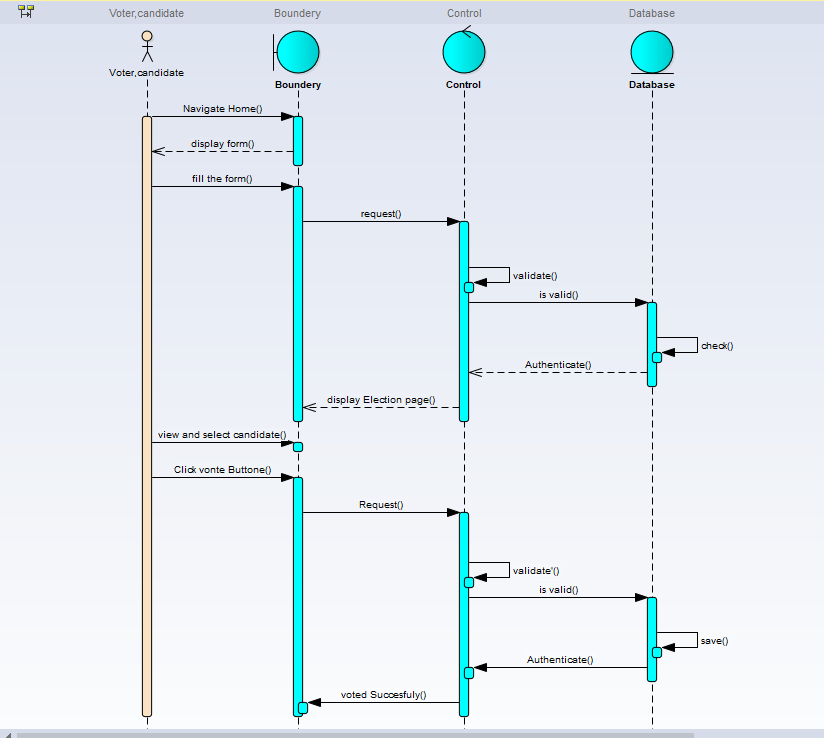 Voter,candidate Boundery Control Database
Voter,candidate
Boundery Control Database
Navigate Home()
display form()
fill the form()
request()
validate()
is valid()
check()
Authenticate()
display Election page()
view and select candidate()
Click vonte Buttone()
Request()
validate'()
is valid()
save()
Authenticate()
voted Succesfuly()